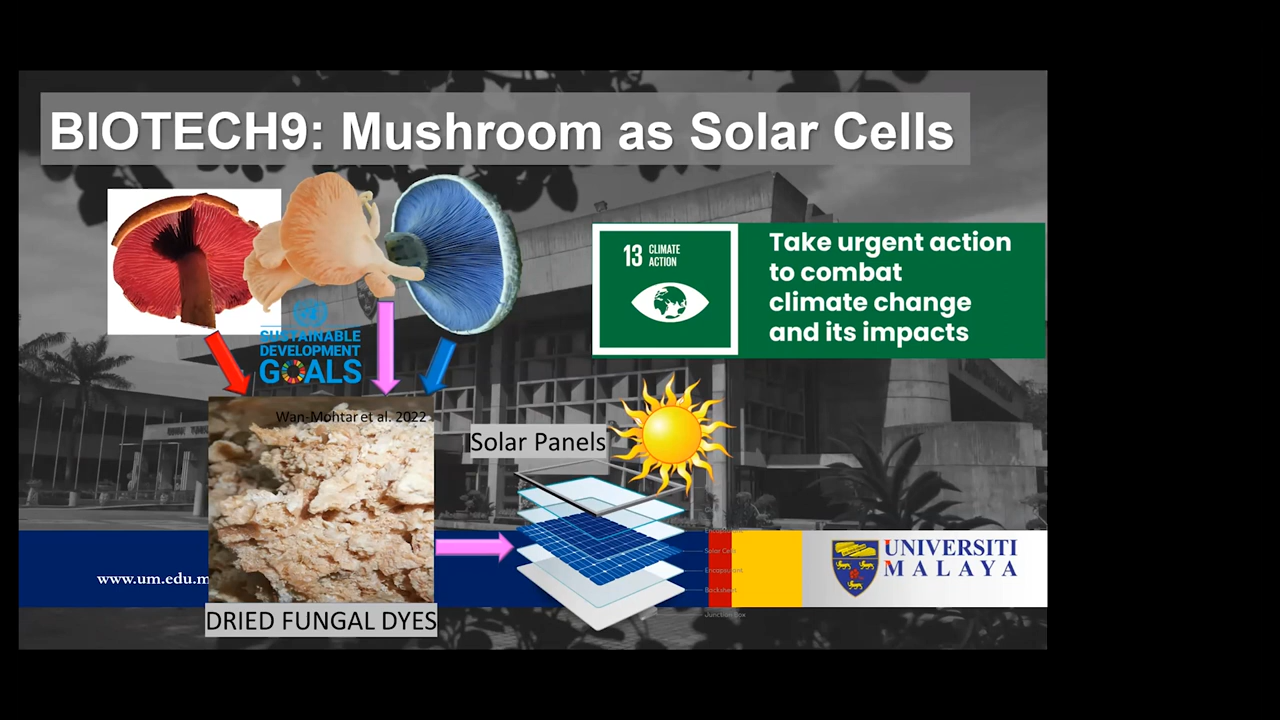 BIOTECH9: Mushroom as Solar Cells
13 CLIMATE
ACTION
Take urgent action
to combat
climate change
and its impacts
SUSTAINABLE
DEVELOPMENT
GOALS
Wan-Mohtar et al. 2022
Solar Panels
Solar Cells
Encapsulant
Backsheet
Junction Box
www.um.edu.m
DRIED FUNGAL DYES
UNIVERSITI
MALAYA